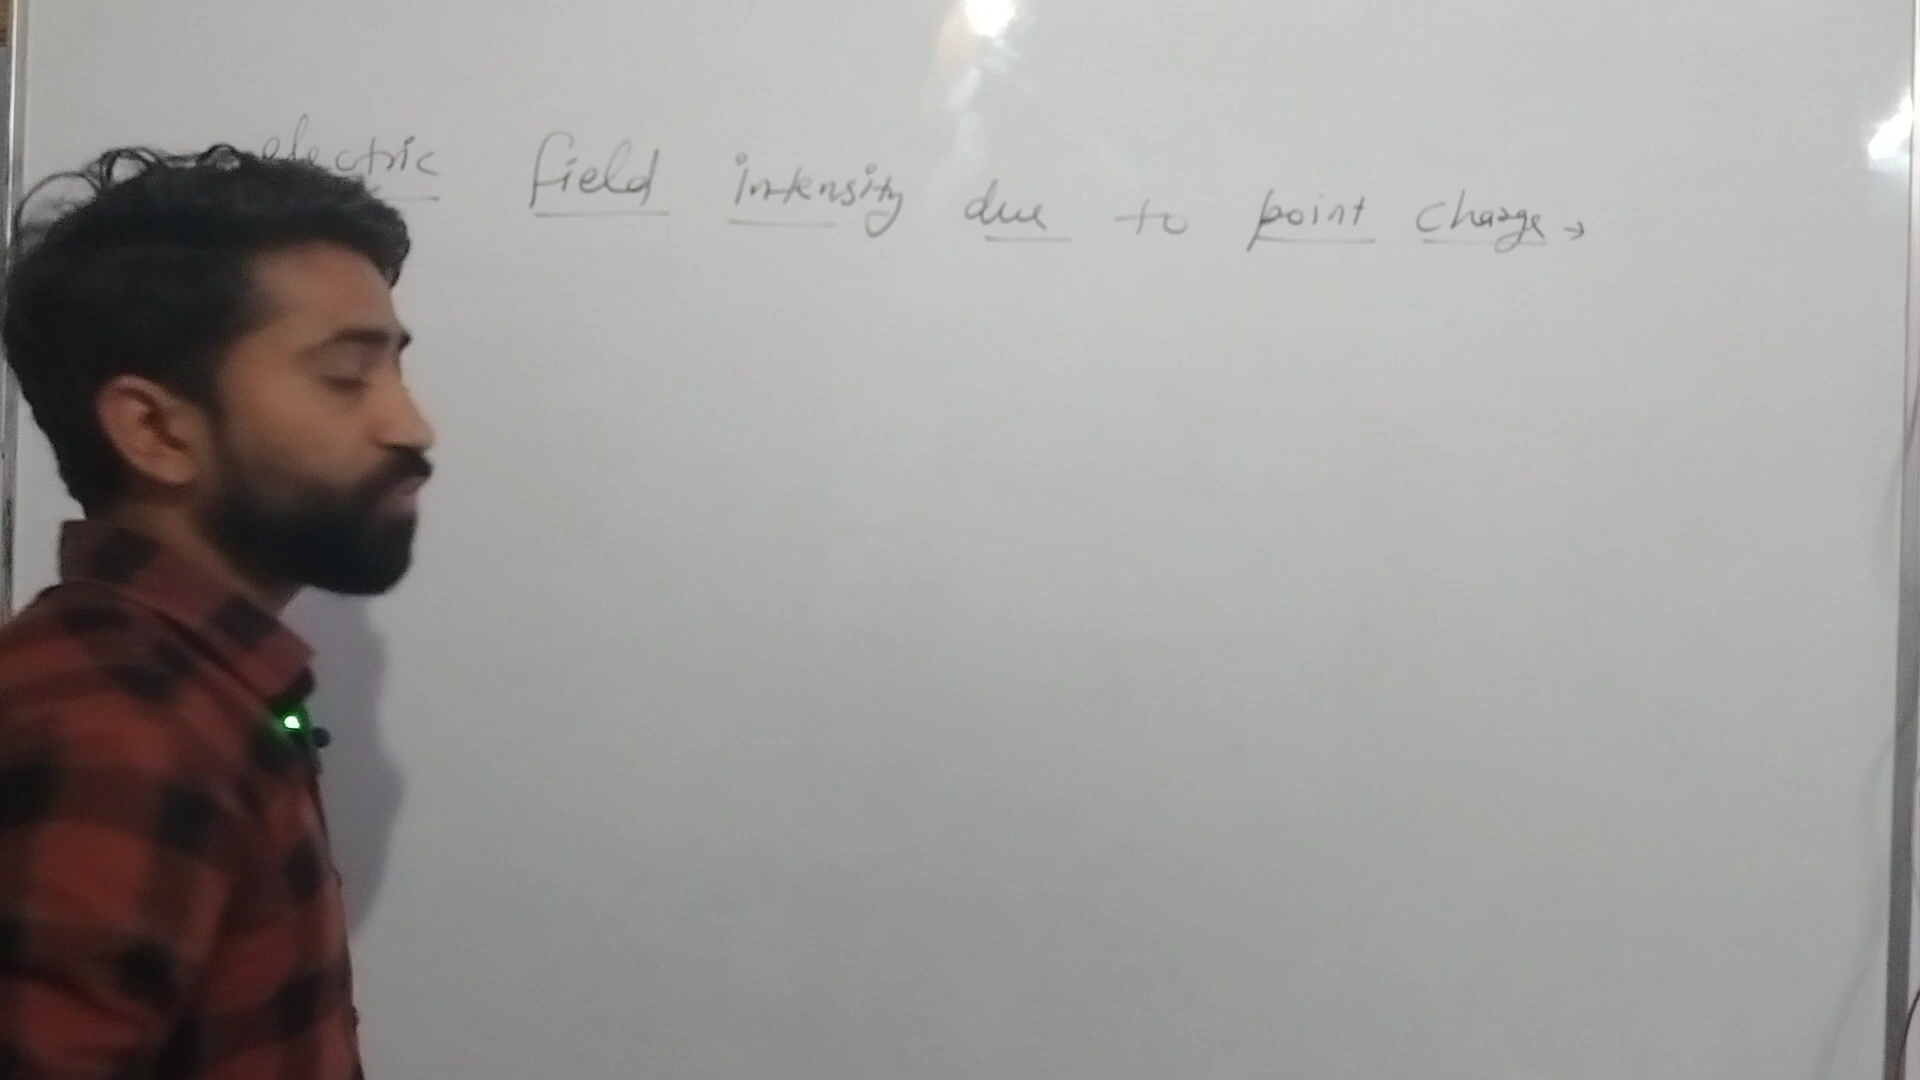 electric field intensity due to point charge →